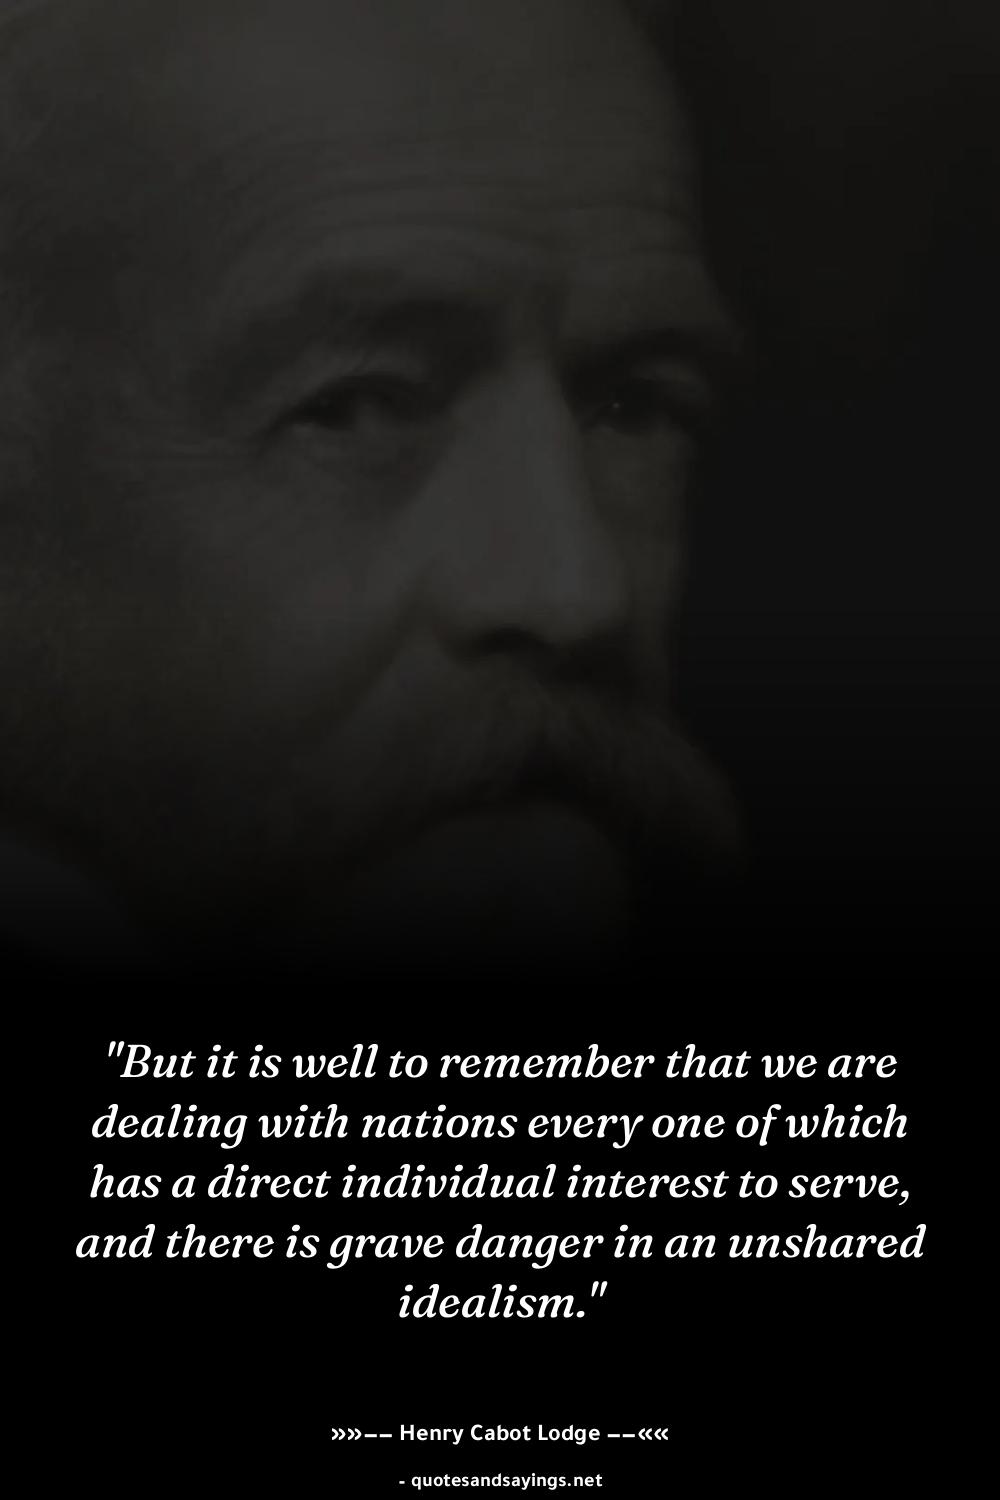 "But it is well to remember that we are
dealing with nations every one of which
has a direct individual interest to serve,
and there is grave danger in an unshared
idealism."
»»-- Henry Cabot Lodge --««
- quotesandsayings.net